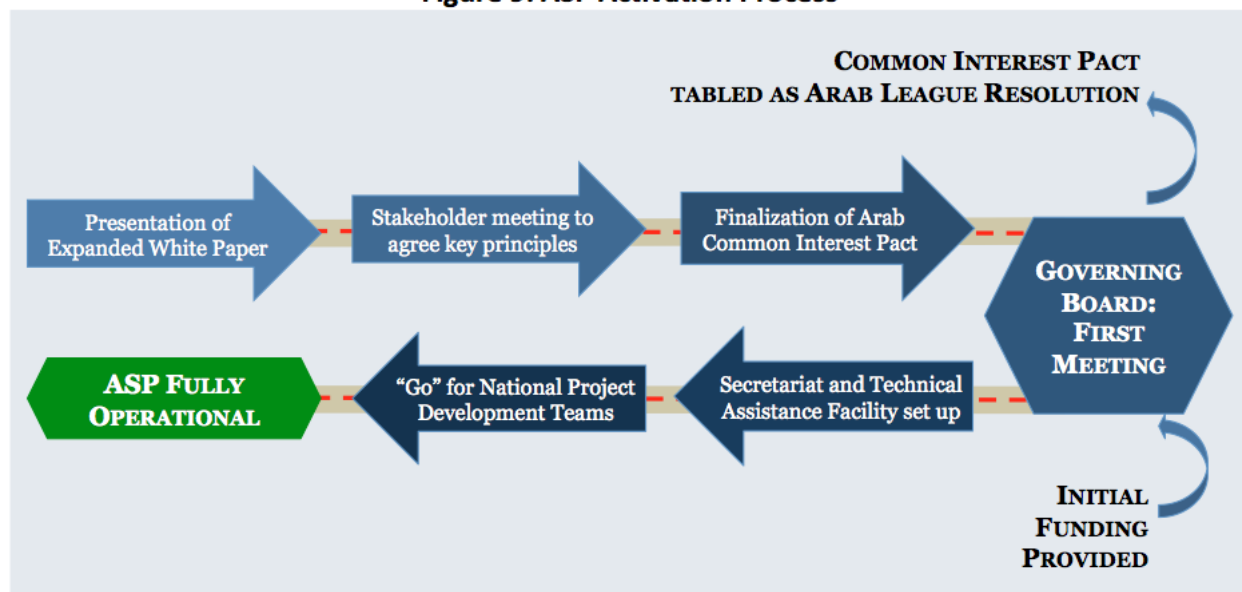 COMMON INTEREST PACT
TABLED AS ARAB LEAGUE RESOLUTION
Presentation of
Expanded White Paper
Stakeholder meeting to
agree key principles
Finalization of Arab
Common Interest Pact
GOVERNING
BOARD:
FIRST
MEETING
Secretariat and Technical
Assistance Facility set up
“Go” for National Project
Development Teams
ASP FULLY
OPERATIONAL
INITIAL
FUNDING
PROVIDED